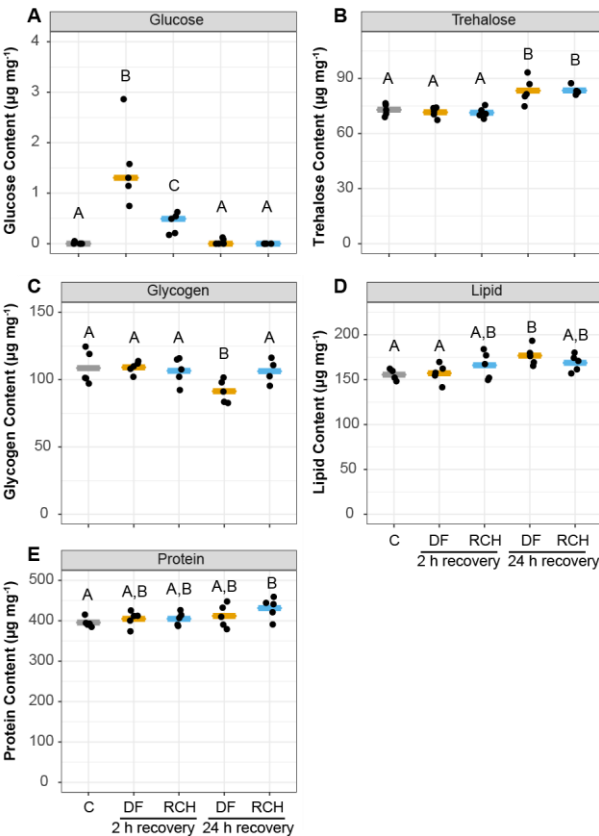 A
Glucose
Glucose Content (µg mg⁻¹)
4
3
2
1
0
A
B
C
A
A
B
Trehalose
Trehalose Content (µg mg⁻¹)
90
60
30
0
A
A
A
B
B
C
Glycogen
Glycogen Content (µg mg⁻¹)
150
100
50
0
A
A
A
B
A
D
Lipid
Lipid Content (µg mg⁻¹)
200
150
100
50
0
A
A
A,B
B
A,B
C DF RCH DF RCH
2 h recovery 24 h recovery
E
Protein
Protein Content (µg mg⁻¹)
500
400
300
200
100
0
A
A,B
A,B
A,B
B
C DF RCH DF RCH
2 h recovery 24 h recovery